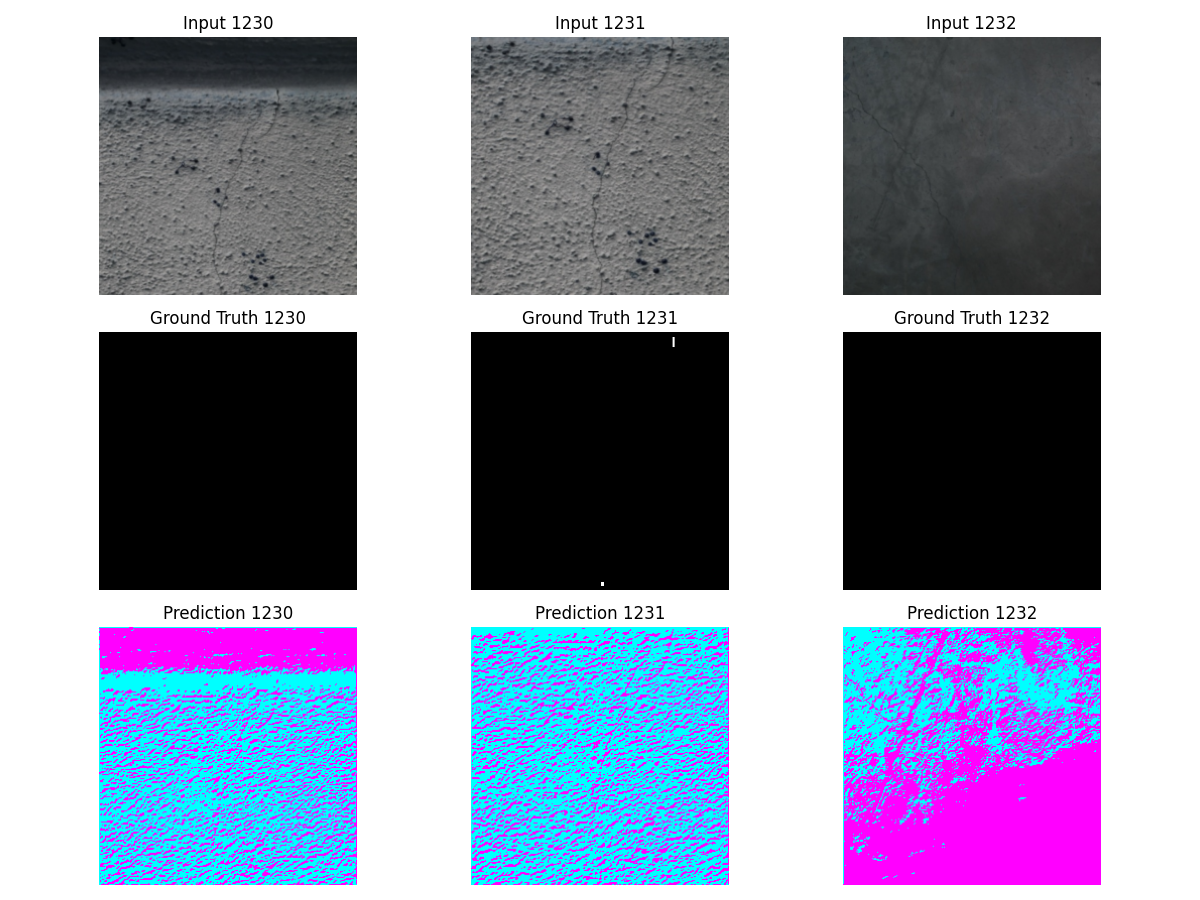 Input 1230
Input 1231
Input 1232
Ground Truth 1230
Ground Truth 1231
Ground Truth 1232
Prediction 1230
Prediction 1231
Prediction 1232